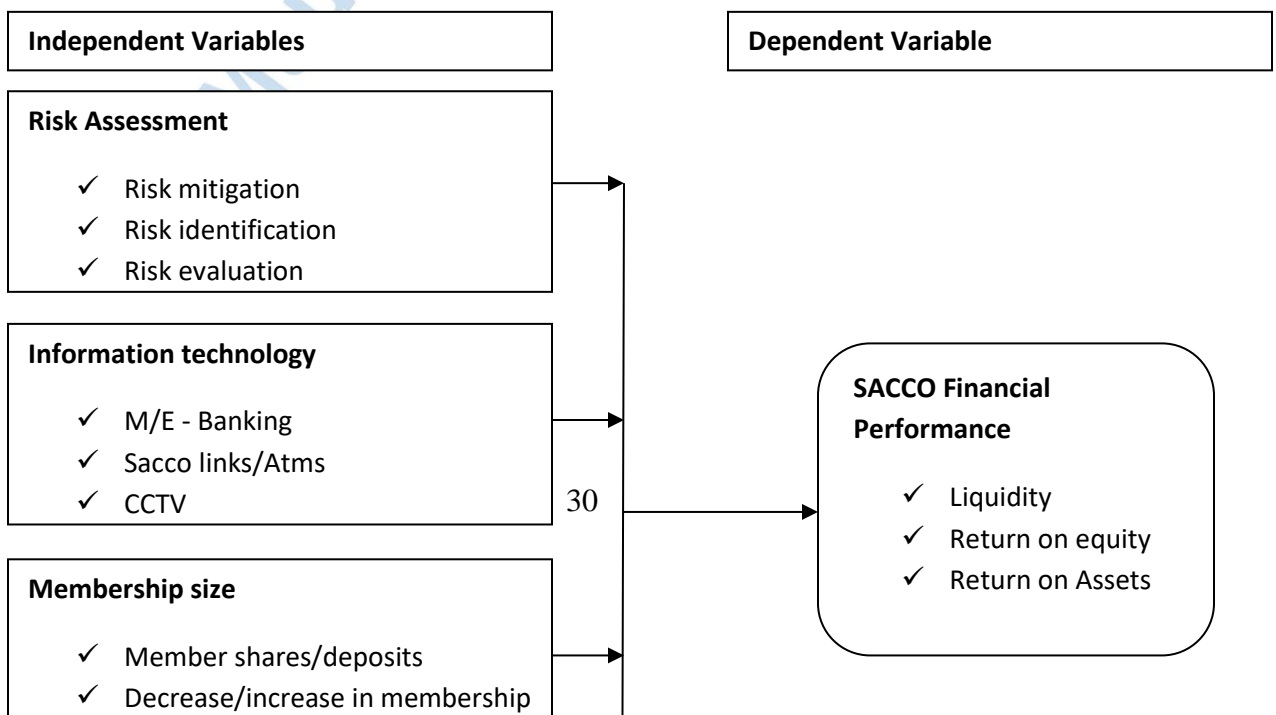 Independent Variables
Dependent Variable
Risk Assessment
✓ Risk mitigation
✓ Risk identification
✓ Risk evaluation
Information technology
✓ M/E - Banking
✓ Sacco links/Atms
✓ CCTV
30
Membership size
✓ Member shares/deposits
✓ Decrease/increase in membership
SACCO Financial
Performance
✓ Liquidity
✓ Return on equity
✓ Return on Assets